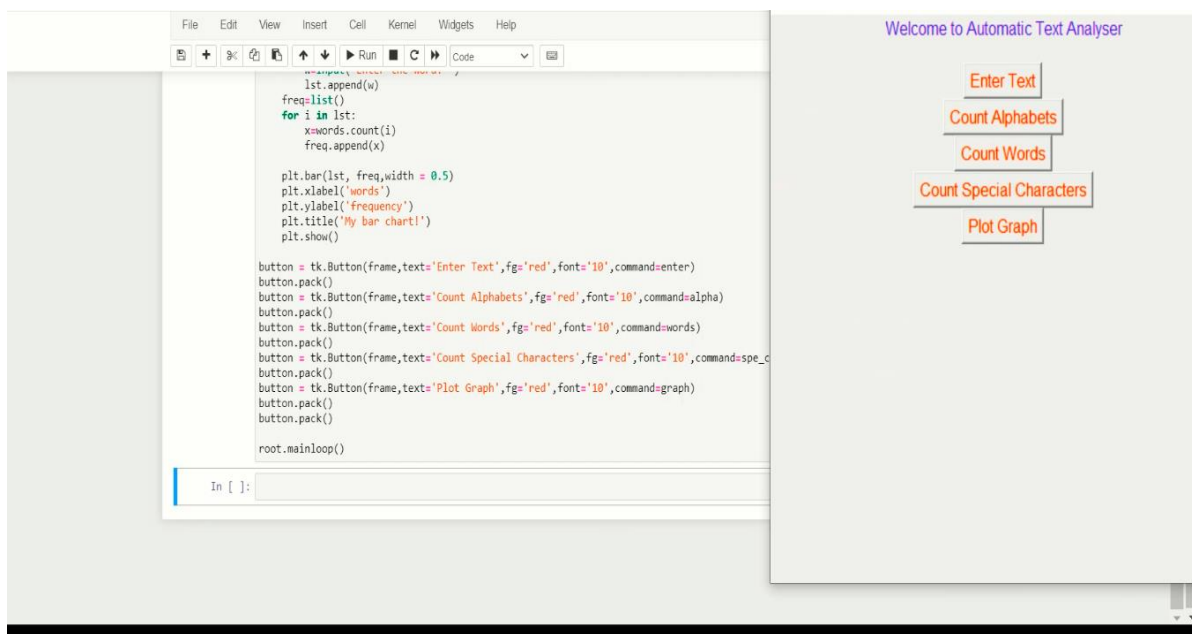 File Edit View Insert Cell Kernel Widgets Help
Run Code
lst.append(w)
freq=list()
for i in lst:
x=words.count(i)
freq.append(x)
plt.bar(lst, freq,width = 0.5)
plt.xlabel('words')
plt.ylabel('frequency')
plt.title('My bar chart!')
plt.show()
button = tk.Button(frame,text='Enter Text',fg='red',font='10',command=enter)
button.pack()
button = tk.Button(frame,text='Count Alphabets',fg='red',font='10',command=alpha)
button.pack()
button = tk.Button(frame,text='Count Words',fg='red',font='10',command=words)
button.pack()
button = tk.Button(frame,text='Count Special Characters',fg='red',font='10',command=spe_c
button.pack()
button = tk.Button(frame,text='Plot Graph',fg='red',font='10',command=graph)
button.pack()
button.pack()
root.mainloop()
In [ ]:
Welcome to Automatic Text Analyser
Enter Text
Count Alphabets
Count Words
Count Special Characters
Plot Graph